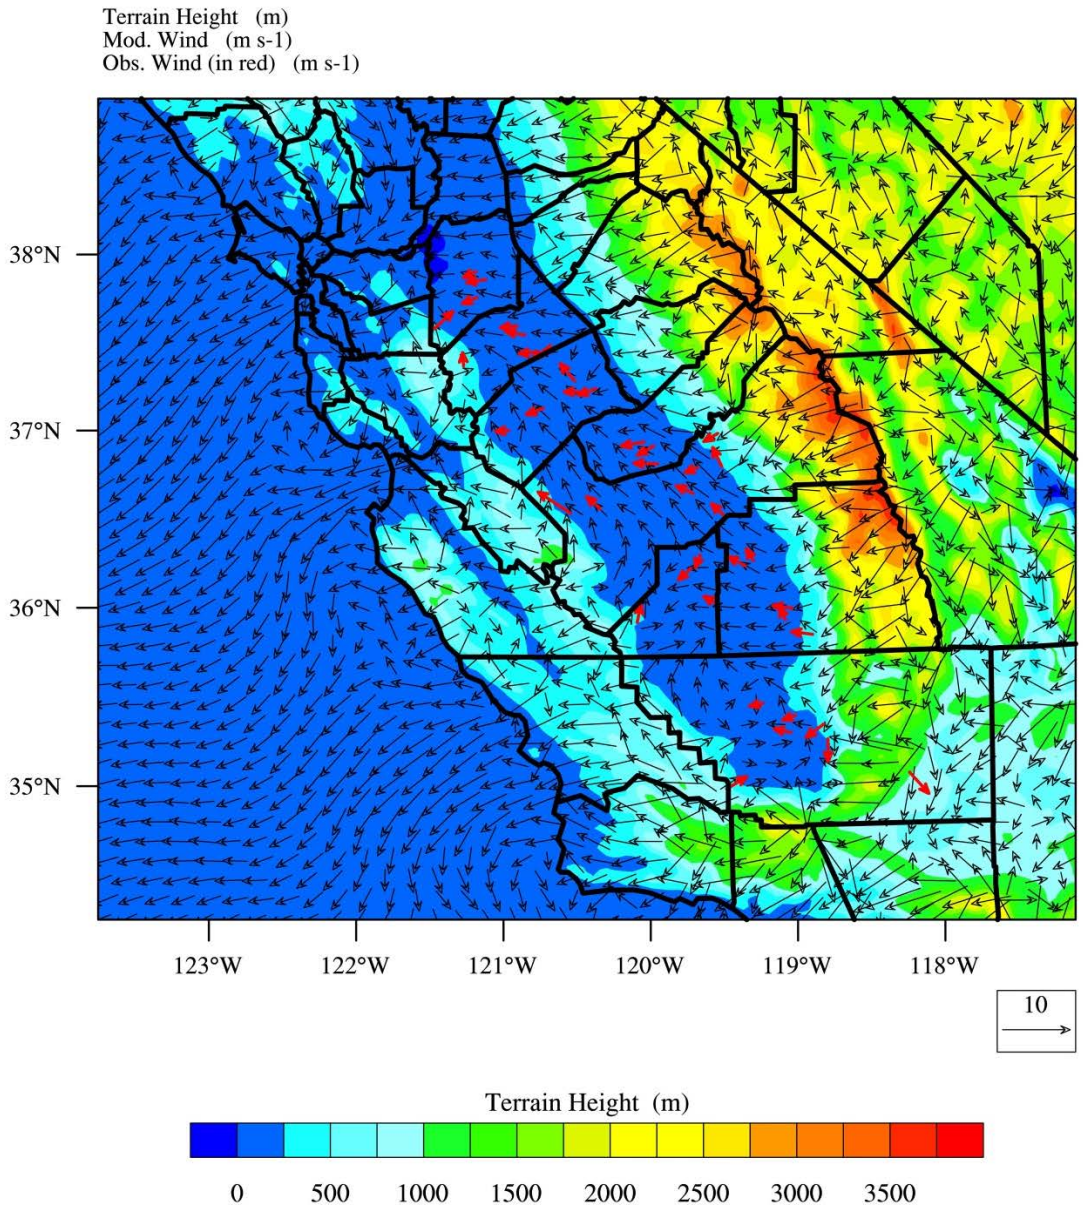 Terrain Height (m)
Mod. Wind (m s-1)
Obs. Wind (in red) (m s-1)
38°N
37°N
36°N
35°N
123°W 122°W 121°W 120°W 119°W 118°W
10
Terrain Height (m)
0 500 1000 1500 2000 2500 3000 3500